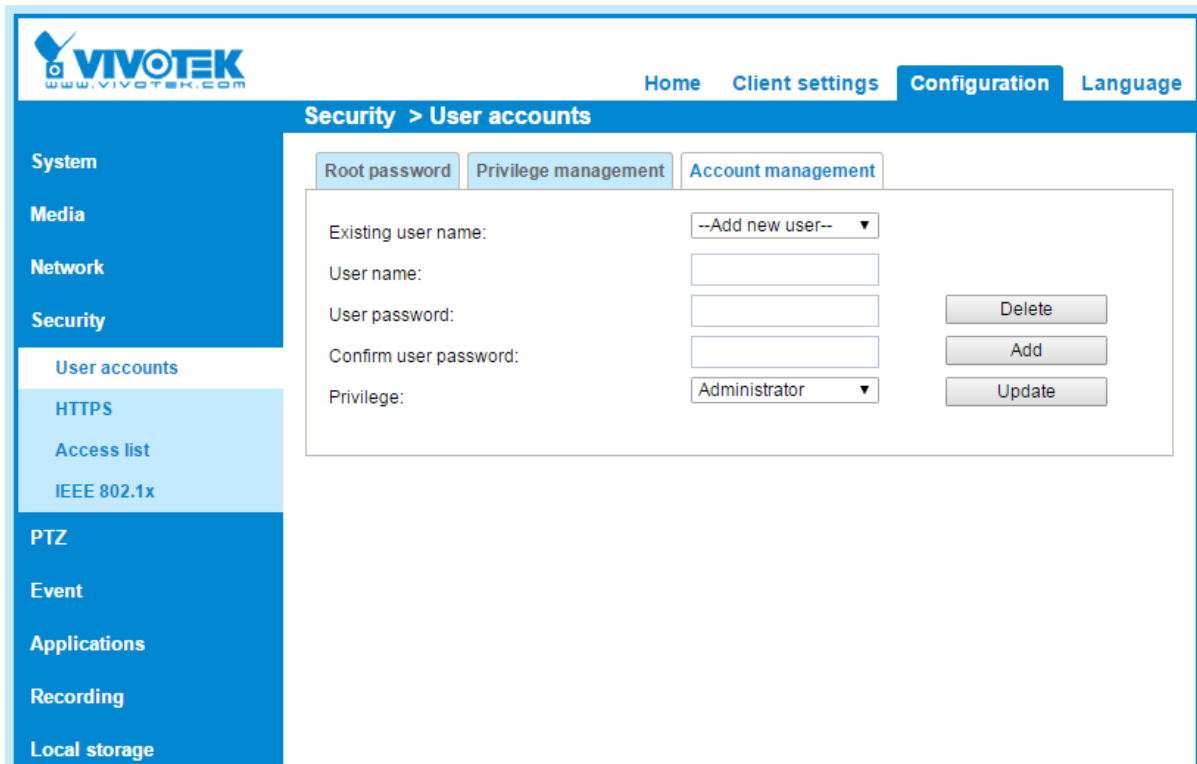 VIVOTEK
www.vivotek.com
Home Client settings Configuration Language
Security > User accounts
System
Media
Network
Security
User accounts
HTTPS
Access list
IEEE 802.1x
PTZ
Event
Applications
Recording
Local storage
Root password Privilege management Account management
Existing user name: --Add new user--
User name:
User password: Delete
Confirm user password: Add
Privilege: Administrator Update